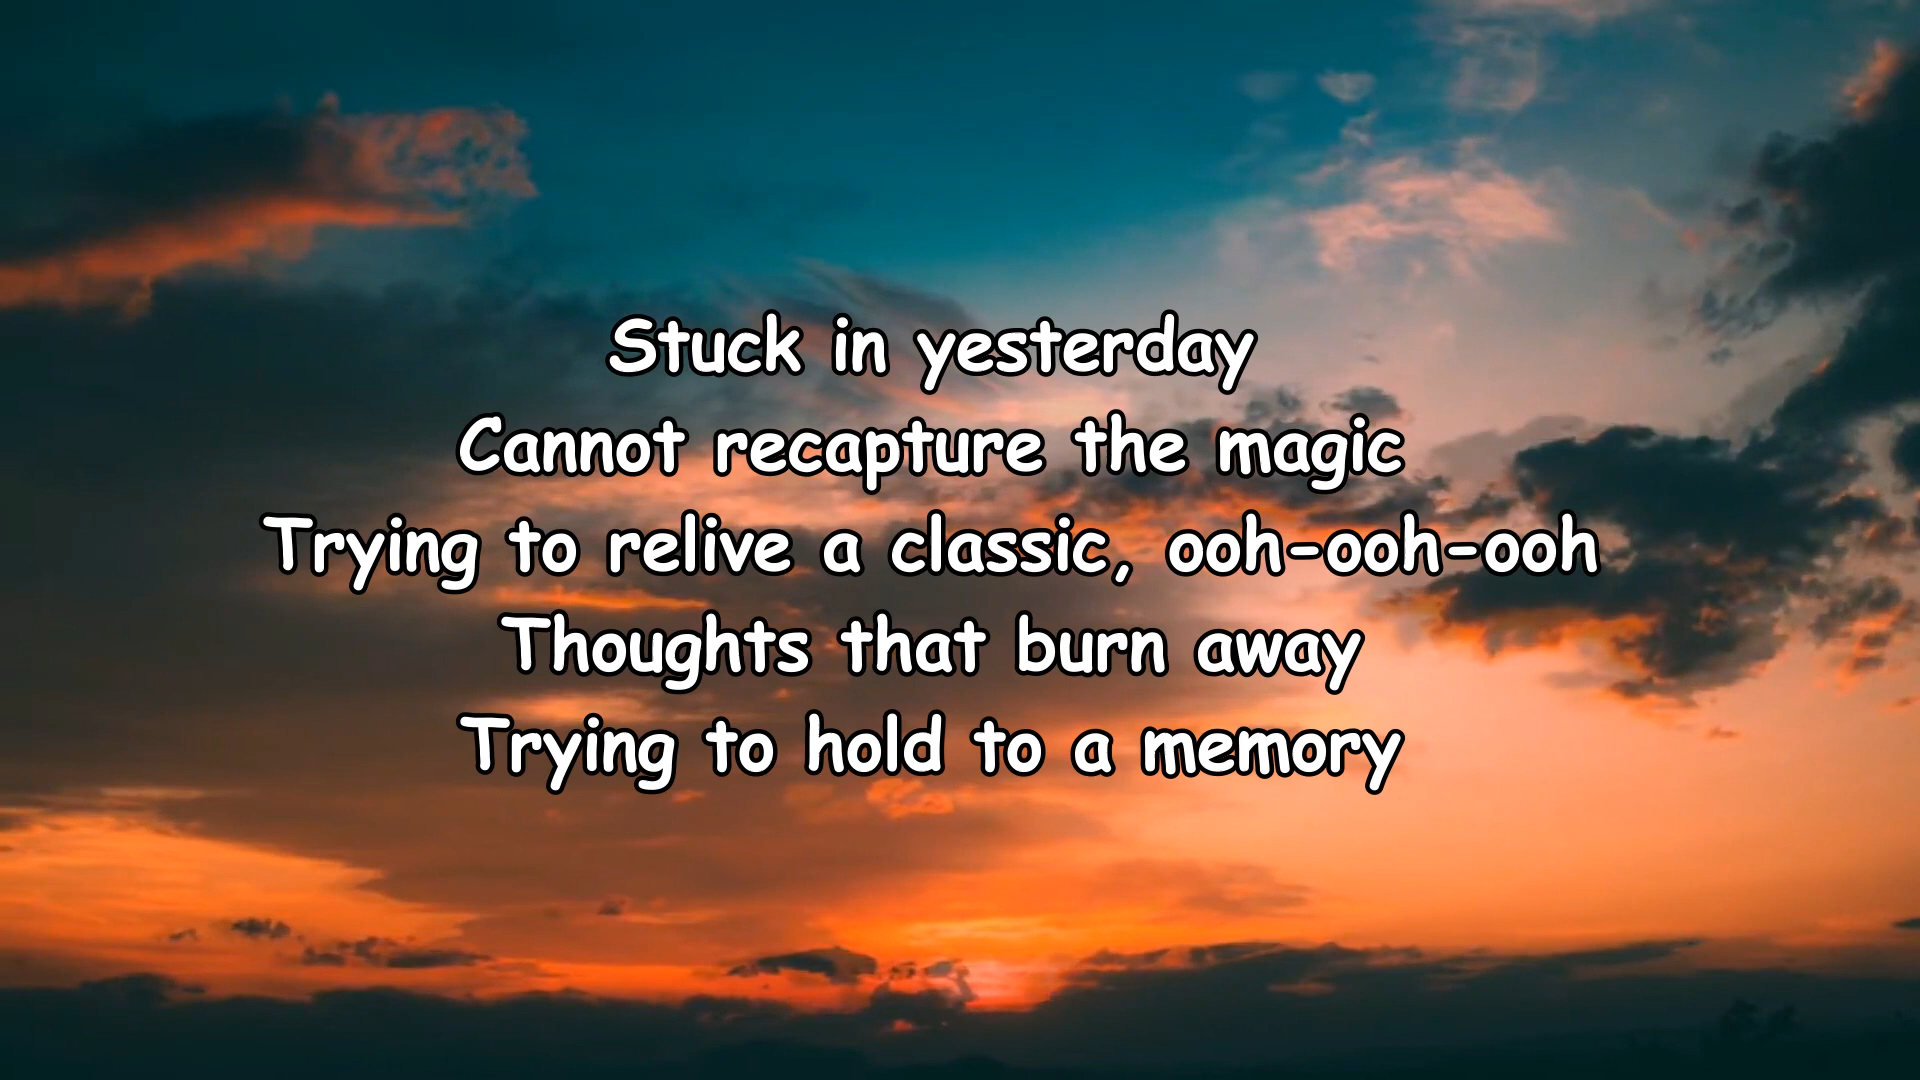 Stuck in yesterday
Cannot recapture the magic
Trying to relive a classic, ooh-ooh-ooh
Thoughts that burn away
Trying to hold to a memory